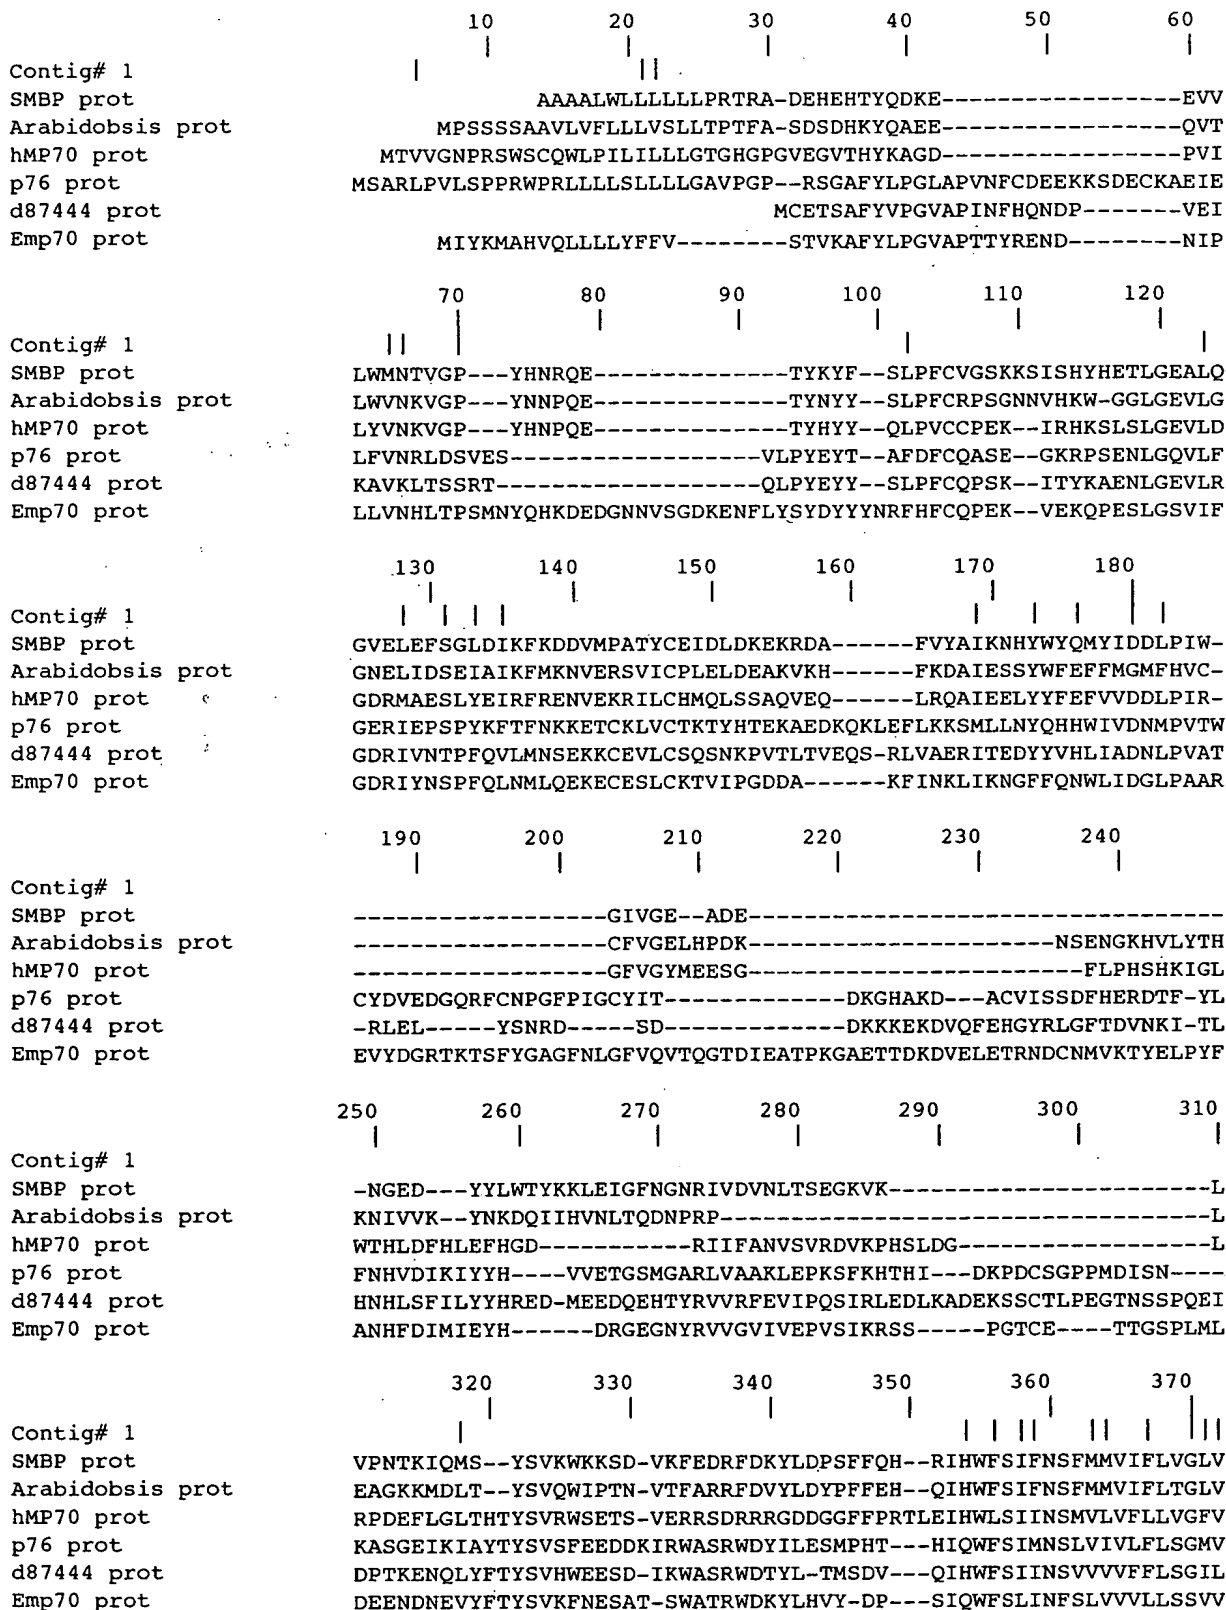 10 20 30 40 50 60
Contig# 1
SMBP prot AAAALWLLLLLLPRTRA-DEHEHTYQDKE-----------------EVV
Arabidobsis prot MPSSSSAAVLVFLLLVSLLTPTFA-SDSDHKYQAEE-----------------QVT
hMP70 prot MTVVGNPRSWSCQWLPILILLLGTGHGPGVEGVTHYKAGD-----------------PVI
p76 prot MSARLPVLSPPRWPRLLLLSLLLLGAVPGP--RSGAFYLPGLAPVNFCDEEKKSDECKAEIE
d87444 prot MCETSAFYVPGVAPINFHQNDP-------VEI
Emp70 prot MIYKMAHVQLLLLYFFV--------STVKAFYLPGVAPTTYREND--------NIP
70 80 90 100 110 120
Contig# 1
SMBP prot LWMNTVGP---YHNRQE--------------TYKYF--SLPFCVGSKKSISHYHETLGEALQ
Arabidobsis prot LWVNKVGP---YNNPQE--------------TYNYY--SLPFCRPSGNNVHKW-GGLGEVLG
hMP70 prot LYVNKVGP---YHNPQE--------------TYHYY--QLPVCCPEK--IRHKSLSLGEVLD
p76 prot LFVNRLDSVES------------------VLPYEYT--AFDFCQASE--GKRPSENLGQVLF
d87444 prot KAVKLTSSRT-------------------QLPYEYY--SLPFCQPSK--ITYKAENLGEVLR
Emp70 prot LLVNHLTPSMNYQHKDEDGNNVSGDKENFLYSYDYYYNRFHFCQPEK--VEKQPESLGSVIF
130 140 150 160 170 180
Contig# 1
SMBP prot GVELEFSGLDIKFKDDVMPATYCEIDLDKEKRDA------FVYAIKNHYWYQMYIDDLPIW-
Arabidobsis prot GNELIDSEIAIKFMKNVERSVICPLELDEAKVKH------FKDAIESSYWFEFFMGMFHVC-
hMP70 prot GDRMAESLYEIRFRENVEKRILCHMQLSSAQVEQ------LRQAIEELYYFEFVVDDLPIR-
p76 prot GERIEPSPYKFTFNKKETCKLVCTKTYHTEKAEDKQKLEFLKKSMLLNYQHHWIVDNMPVTW
d87444 prot GDRIVNTPFQVLMNSEKKCEVLCSQSNKPVTLTVEQS-RLVAERITEDYYVHLIADNLPVAT
Emp70 prot GDRIYNSPFQLNMLQEKECESLCKTVIPGDDA------KFINKLIKNGFFQNWLIDGLPAAR
190 200 210 220 230 240
Contig# 1
SMBP prot ------------------GIVGE--ADE----------------------------------
Arabidobsis prot ------------------CFVGELHPDK----------------------NSENGKHVLYTH
hMP70 prot ------------------GFVGYMEESG------------------------FLPHSHKIGL
p76 prot CYDVEDGQRFCNPGFPIGCYIT-------------DKGHAKD---ACVISSDFHERDTF-YL
d87444 prot -RLEL-----YSNRD-----SD-------------DKKKEKDVQFEHGYRLGFTDVNKI-TL
Emp70 prot EVYDGRTKTSFYGAGFNLGFVQVTQGTDIEATPKGAETTDKDVELETRNDCNMVKTYELPYF
250 260 270 280 290 300 310
Contig# 1
SMBP prot -NGED---YYLWTYKKLEIGFNGNRIVDVNLTSEGKVK-----------------------L
Arabidobsis prot KNIVVK--YNKDQIIHVNLTQDNPRP-----------------------------------L
hMP70 prot WTHLDFHLEFHGD-----------RIIFANVSVRDVKPHSLDG------------------L
p76 prot FNHVDIKIYYH----VVETGSMGARLVAAKLEPKSFKHTHI---DKPDCSGPPMDISN----
d87444 prot HNHLSFILYYHRED-MEEDQEHTYRVVRFEVIPQSIRLEDLKADEKSSCTLPEGTNSSPQEI
Emp70 prot ANHFDIMIEYH------DRGEGNYRVVGVIVEPVSIKRSS-----PGTCE----TTGSPLML
320 330 340 350 360 370
Contig# 1
SMBP prot VPNTKIQMS--YSVKWKKSD-VKFEDRFDKYLDPSFFQH--RIHWFSIFNSFMMVIFLVGLV
Arabidobsis prot EAGKKMDLT--YSVQWIPTN-VTFARRFDVYLDYPFFEH--QIHWFSIFNSFMMVIFLTGLV
hMP70 prot RPDEFLGLTHTYSVRWSETS-VERRSDRRRGDDGGFFPRTLEIHWLSIINSMVLVFLLVGFV
p76 prot KASGEIKIAYTYSVSFEEDDKIRWASRWDYILESMPHT---HIQWFSIMNSLVIVLFLSGMV
d87444 prot DPTKENQLYFTYSVHWEESD-IKWASRWDTYL-TMSDV---QIHWFSIINSVVVVFFLSGIL
Emp70 prot DEENDNEVYFTYSVKFNESAT-SWATRWDKYLHVY-DP---SIQWFSLINFSLVVVLLSSVV